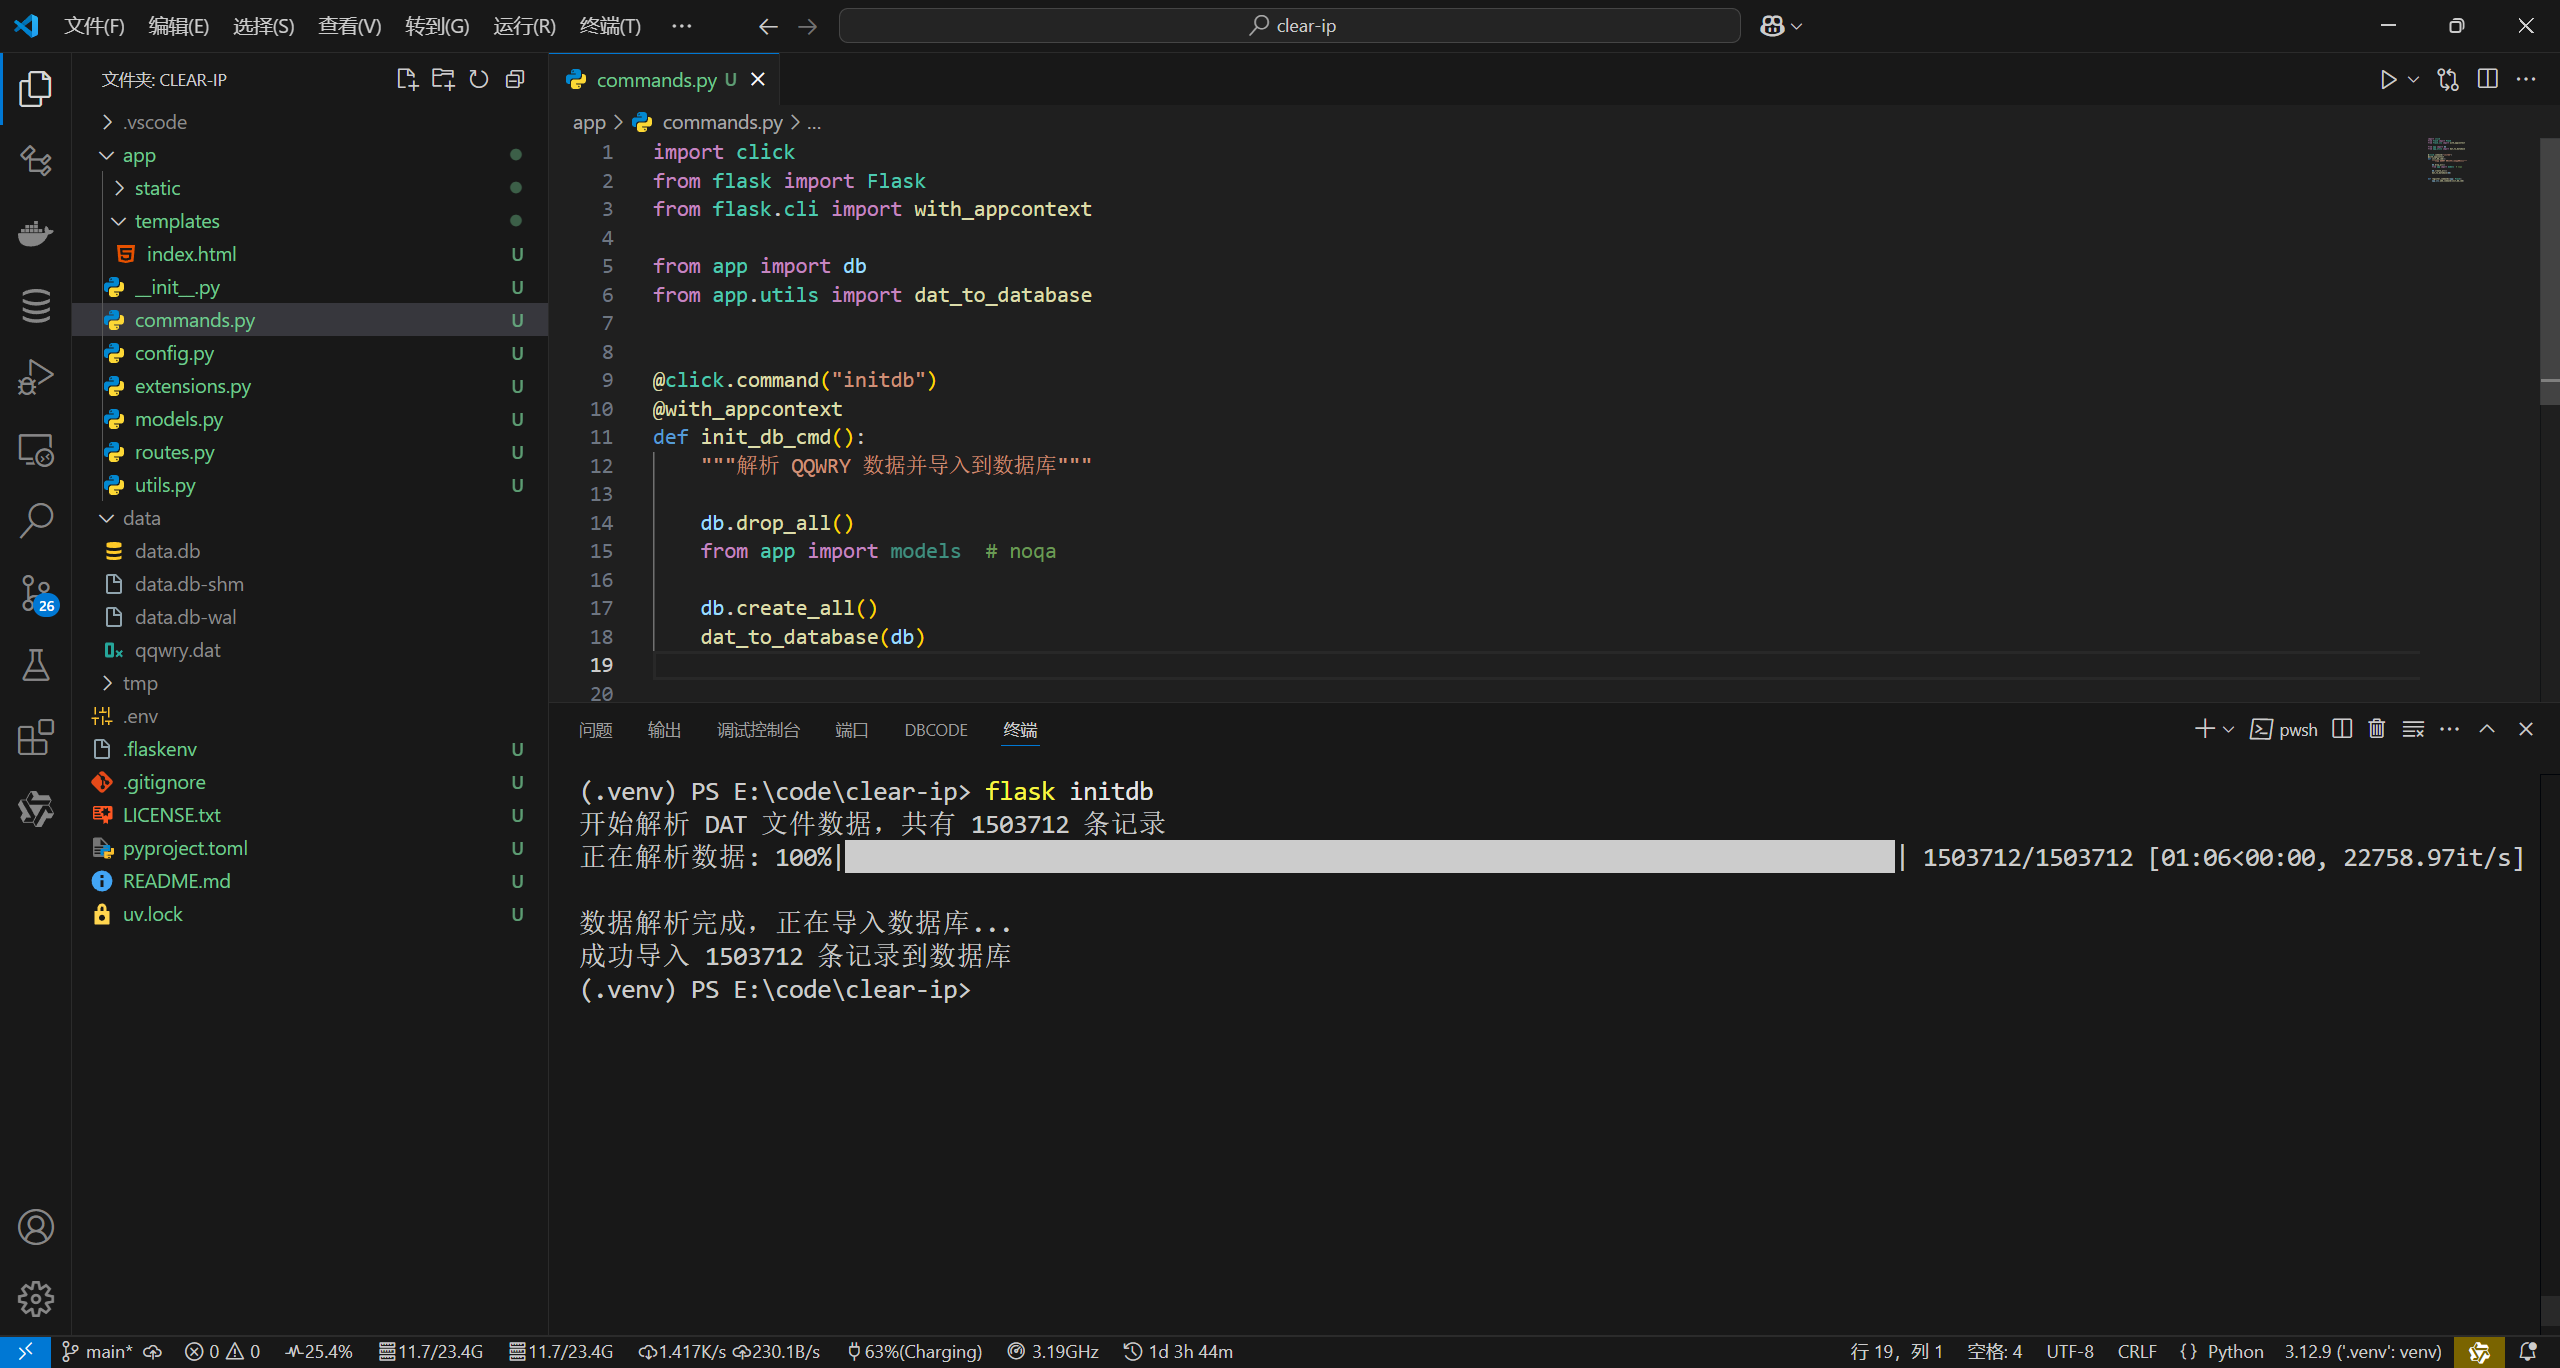 文件(F) 编辑(E) 选择(S) 查看(V) 转到(G) 运行(R) 终端(T) ··· clear-ip
文件夹: CLEAR-IP
.vscode
app
static
templates
index.html U
__init__.py U
commands.py U
config.py U
extensions.py U
models.py U
routes.py U
utils.py U
data
data.db
data.db-shm
data.db-wal
qqwry.dat
tmp
.env
.flaskenv U
.gitignore U
LICENSE.txt U
pyproject.toml U
README.md U
uv.lock U
26
commands.py U
app > commands.py > ...
1 import click
2 from flask import Flask
3 from flask.cli import with_appcontext
4
5 from app import db
6 from app.utils import dat_to_database
7
8
9 @click.command("initdb")
10 @with_appcontext
11 def init_db_cmd():
12 """解析 QQWRY 数据并导入到数据库"""
13
14 db.drop_all()
15 from app import models  # noqa
16
17 db.create_all()
18 dat_to_database(db)
19
20
问题 输出 调试控制台 端口 DBCODE 终端 pwsh
(.venv) PS E:\code\clear-ip> flask initdb
开始解析 DAT 文件数据，共有 1503712 条记录
正在解析数据: 100%| | 1503712/1503712 [01:06<00:00, 22758.97it/s]
数据解析完成，正在导入数据库...
成功导入 1503712 条记录到数据库
(.venv) PS E:\code\clear-ip>
main* 0 0 25.4% 11.7/23.4G 11.7/23.4G 1.417K/s 230.1B/s 63%(Charging) 3.19GHz 1d 3h 44m 行 19，列 1 空格: 4 UTF-8 CRLF {} Python 3.12.9 ('.venv': venv)